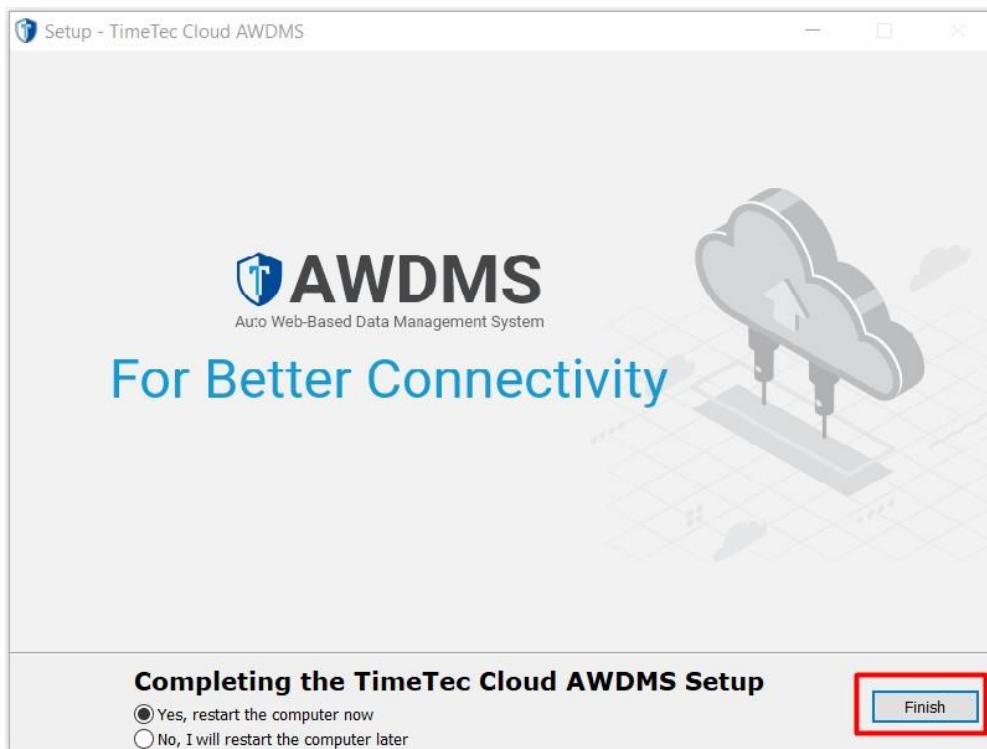 Setup - TimeTec Cloud AWDMS
AWDMS
Auto Web-Based Data Management System
For Better Connectivity
Completing the TimeTec Cloud AWDMS Setup
Yes, restart the computer now
No, I will restart the computer later
Finish